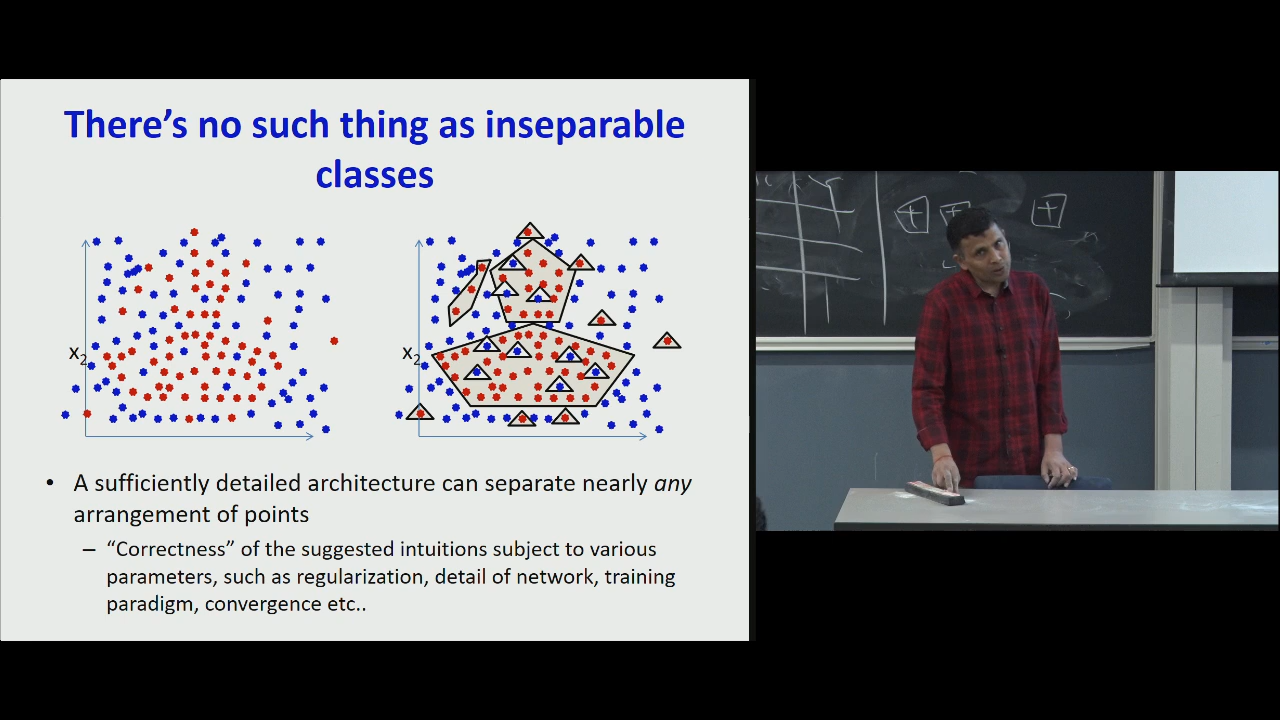 There’s no such thing as inseparable
classes
x2
x2
• A sufficiently detailed architecture can separate nearly any
arrangement of points
– “Correctness” of the suggested intuitions subject to various
parameters, such as regularization, detail of network, training
paradigm, convergence etc..
+ + +